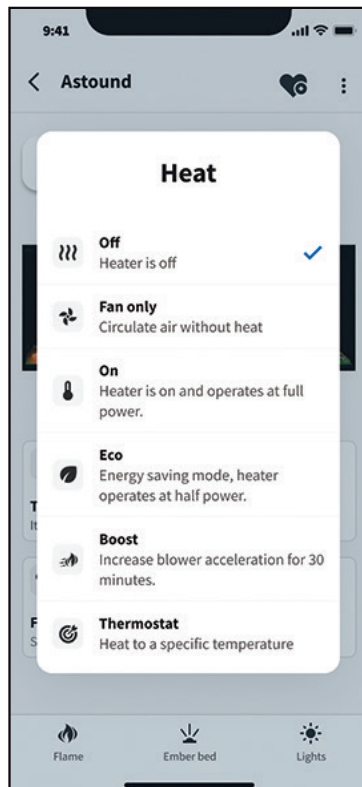 9:41
Astound
Heat
Off
Heater is off
Fan only
Circulate air without heat
On
Heater is on and operates at full
power.
Eco
Energy saving mode, heater
operates at half power.
Boost
Increase blower acceleration for 30
minutes.
Thermostat
Heat to a specific temperature
T
It
F
S
Flame
Ember bed
Lights